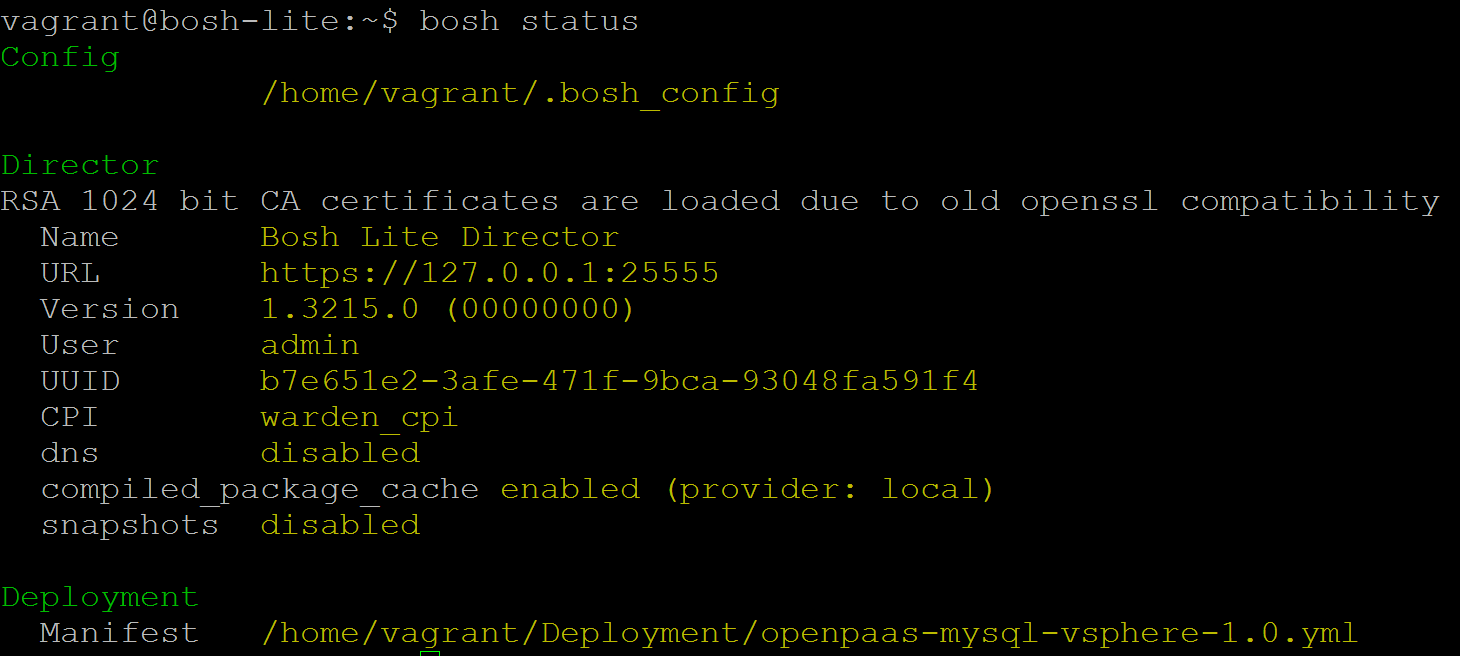 vagrant@bosh-lite:~$ bosh status
Config
/home/vagrant/.bosh_config
Director
RSA 1024 bit CA certificates are loaded due to old openssl compatibility
Name Bosh Lite Director
URL https://127.0.0.1:25555
Version 1.3215.0 (00000000)
User admin
UUID b7e651e2-3afe-471f-9bca-93048fa591f4
CPI warden_cpi
dns disabled
compiled_package_cache enabled (provider: local)
snapshots disabled
Deployment
Manifest /home/vagrant/Deployment/openpaas-mysql-vsphere-1.0.yml